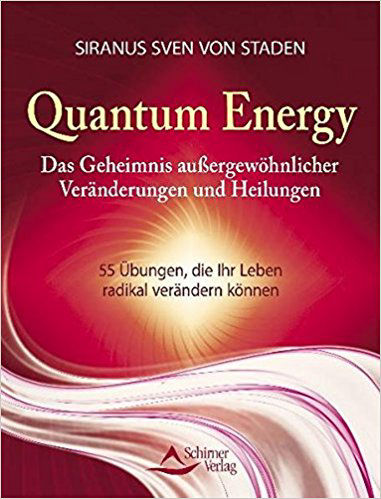 SIRANUS SVEN VON STADEN
Quantum Energy
Das Geheimnis außergewöhnlicher
Veränderungen und Heilungen
55 Übungen, die Ihr Leben
radikal verändern können
Schirner
Verlag